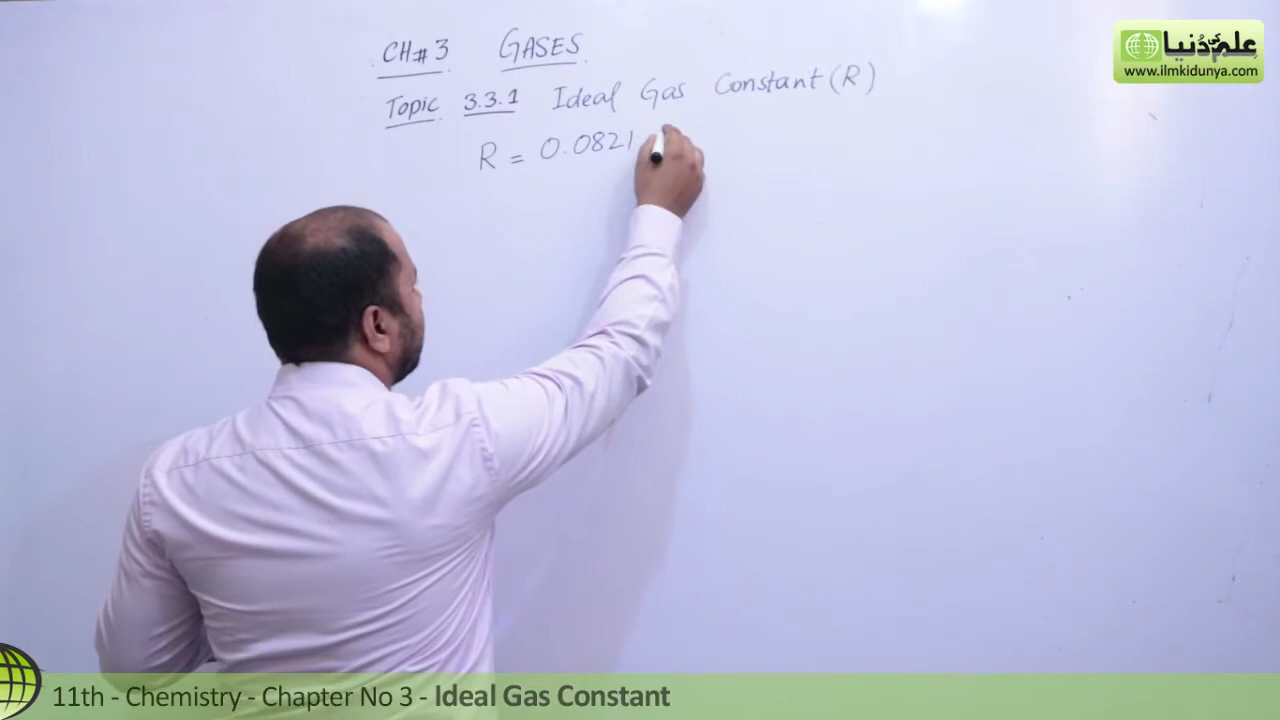 CH#3 GASES
علم کی دُنیا
www.ilmkidunya.com
Topic 3.3.1 Ideal Gas Constant (R)
R = 0.0821
11th - Chemistry - Chapter No 3 - Ideal Gas Constant